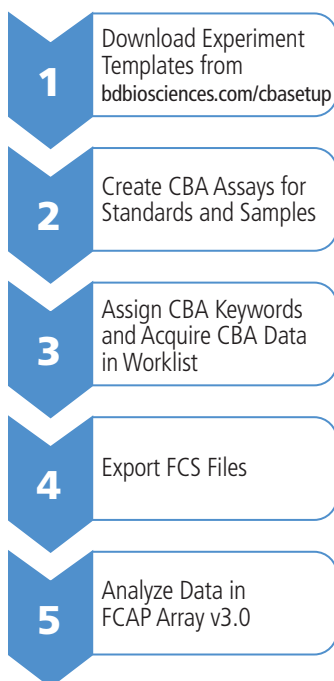 1
Download Experiment
Templates from
bdbiosciences.com/cbasetup
2
Create CBA Assays for
Standards and Samples
3
Assign CBA Keywords
and Acquire CBA Data
in Worklist
4
Export FCS Files
5
Analyze Data in
FCAP Array v3.0